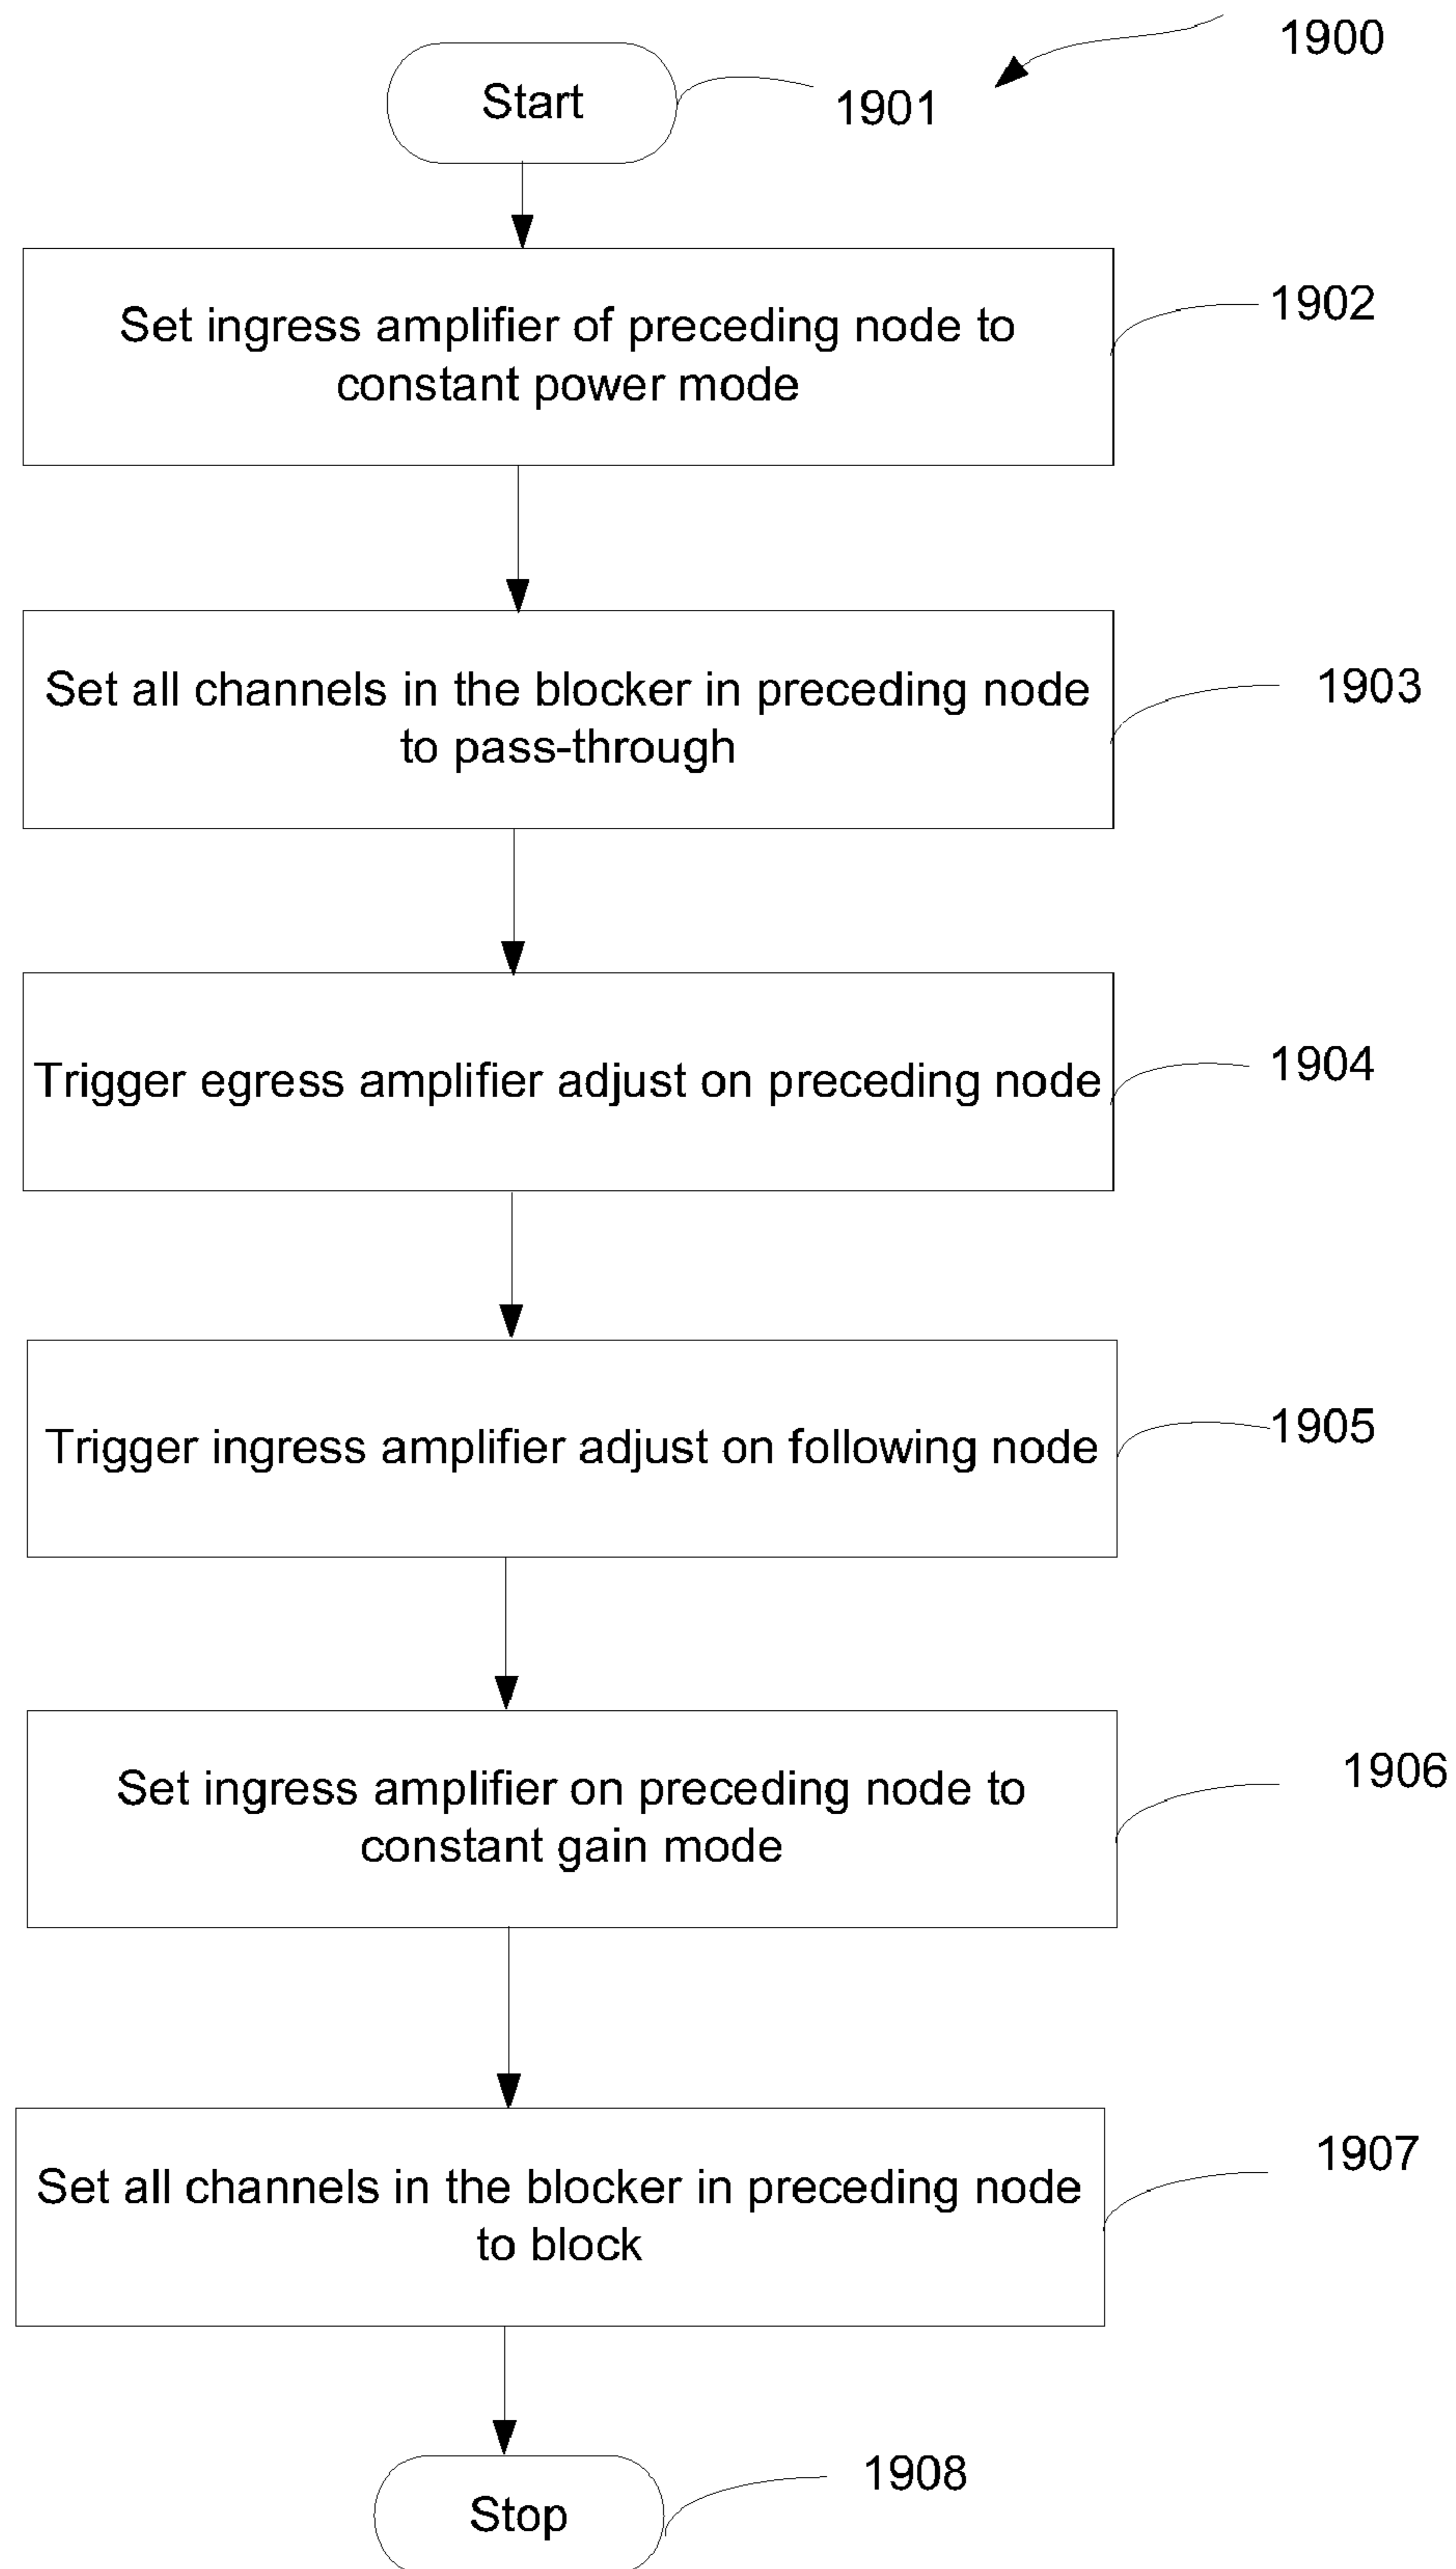 1900
Start
1901
Set ingress amplifier of preceding node to
constant power mode
1902
Set all channels in the blocker in preceding node
to pass-through
1903
Trigger egress amplifier adjust on preceding node
1904
Trigger ingress amplifier adjust on following node
1905
Set ingress amplifier on preceding node to
constant gain mode
1906
Set all channels in the blocker in preceding node
to block
1907
Stop
1908